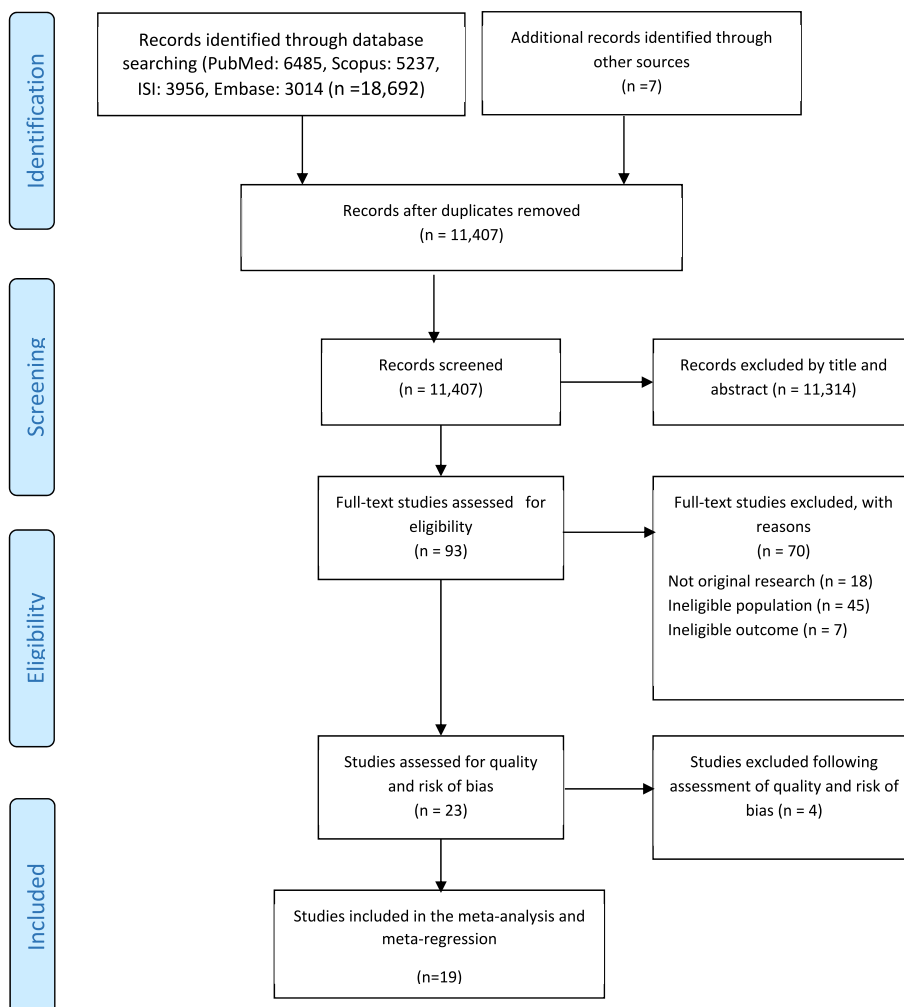 Identification
Records identified through database
searching (PubMed: 6485, Scopus: 5237,
ISI: 3956, Embase: 3014 (n =18,692)
Additional records identified through
other sources
(n =7)
Records after duplicates removed
(n = 11,407)
Screening
Records screened
(n = 11,407)
Records excluded by title and
abstract (n = 11,314)
Eligibility
Full-text studies assessed for
eligibility
(n = 93)
Full-text studies excluded, with
reasons
(n = 70)
Not original research (n = 18)
Ineligible population (n = 45)
Ineligible outcome (n = 7)
Studies assessed for quality
and risk of bias
(n = 23)
Studies excluded following
assessment of quality and risk of
bias (n = 4)
Included
Studies included in the meta-analysis and
meta-regression
(n=19)